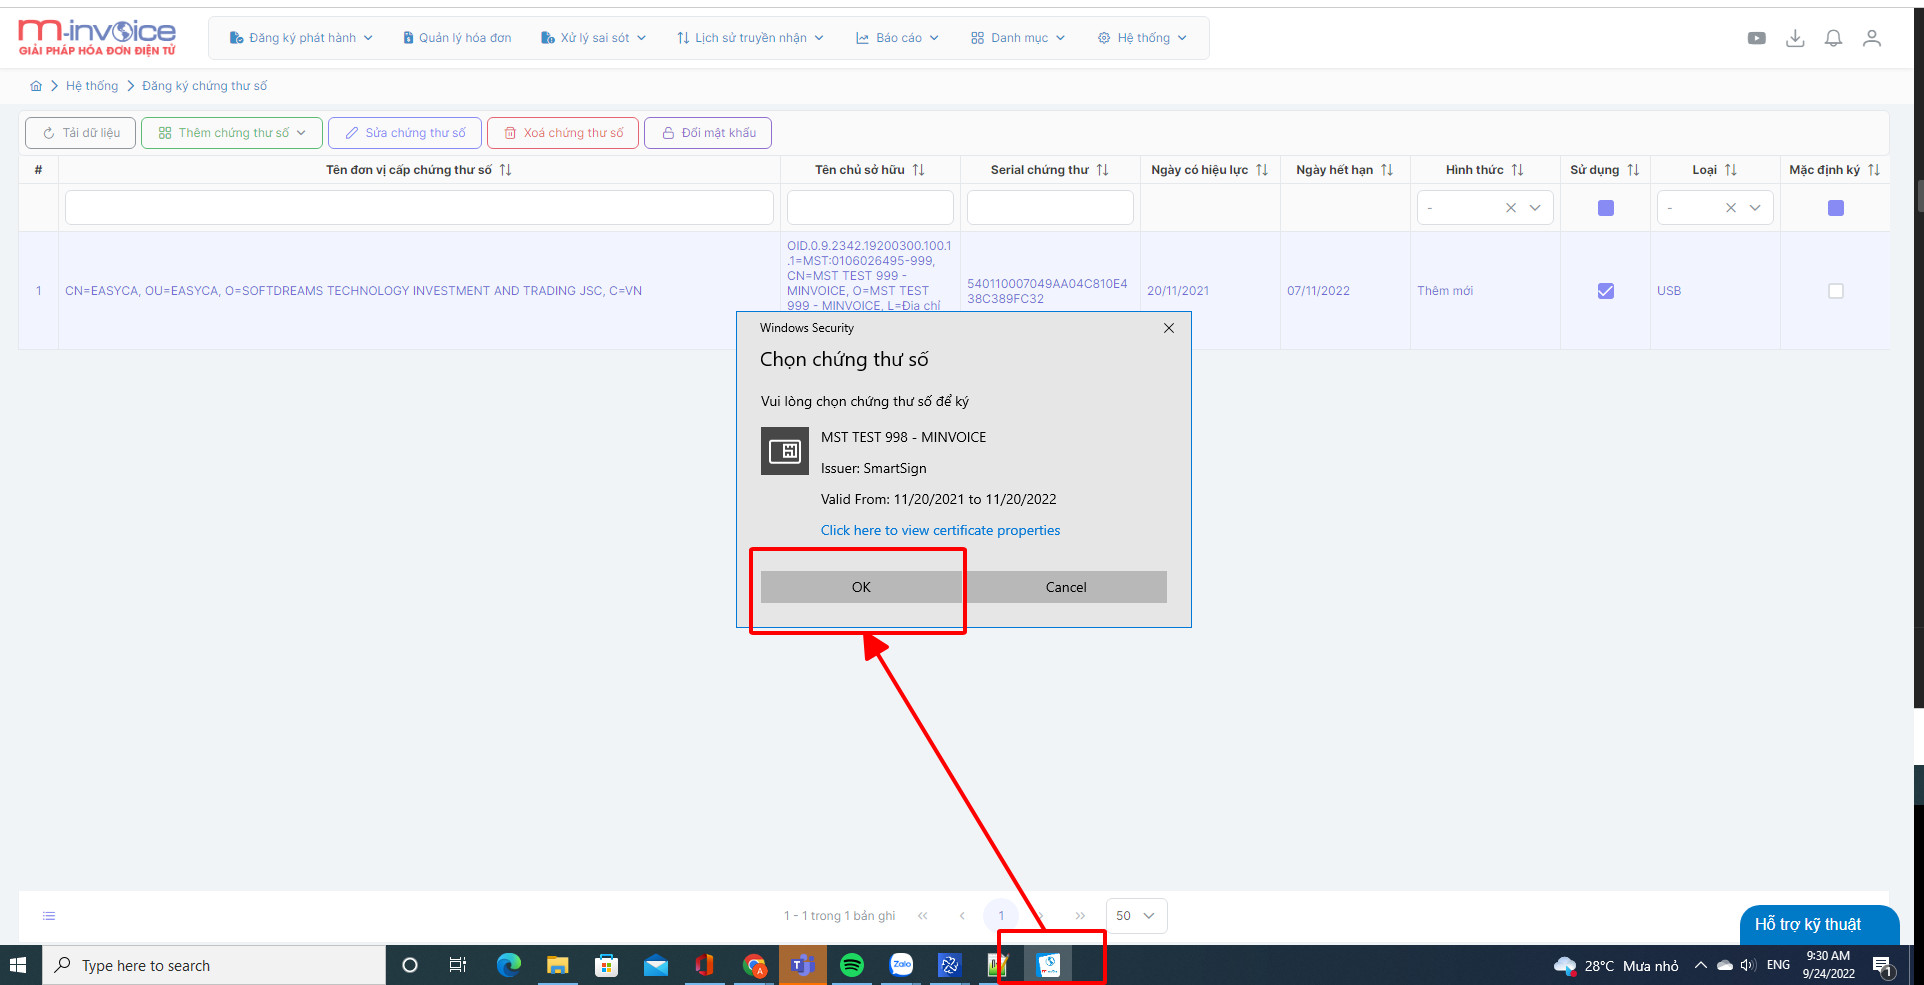 m-invoice
GIẢI PHÁP HÓA ĐƠN ĐIỆN TỬ
Đăng ký phát hành
Quản lý hóa đơn
Xử lý sai sót
Lịch sử truyền nhận
Báo cáo
Danh mục
Hệ thống
Hệ thống
Đăng ký chứng thư số
Tải dữ liệu
Thêm chứng thư số
Sửa chứng thư số
Xoá chứng thư số
Đổi mật khẩu
# Tên đơn vị cấp chứng thư số Tên chủ sở hữu Serial chứng thư Ngày có hiệu lực Ngày hết hạn Hình thức Sử dụng Loại Mặc định ký
- -
1
CN=EASYCA, OU=EASYCA, O=SOFTDREAMS TECHNOLOGY INVESTMENT AND TRADING JSC, C=VN
OID.0.9.2342.19200300.100.1
.1=MST:0106026495-999,
CN=MST TEST 999 -
MINVOICE, O=MST TEST
999 - MINVOICE, L=Địa chỉ
540110007049AA04C810E4
38C389FC32
20/11/2021
07/11/2022
Thêm mới
USB
Windows Security
Chọn chứng thư số
Vui lòng chọn chứng thư số để ký
MST TEST 998 - MINVOICE
Issuer: SmartSign
Valid From: 11/20/2021 to 11/20/2022
Click here to view certificate properties
OK
Cancel
1 - 1 trong 1 bản ghi
1
50
Hỗ trợ kỹ thuật
Type here to search
A
T
Zalo
28°C Mưa nhỏ
ENG
9:30 AM
9/24/2022
1